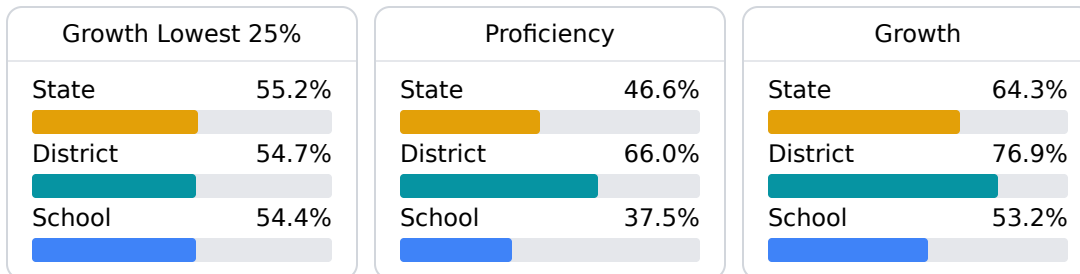 Growth Lowest 25%
State 55.2%
District 54.7%
School 54.4%
Proficiency
State 46.6%
District 66.0%
School 37.5%
Growth
State 64.3%
District 76.9%
School 53.2%